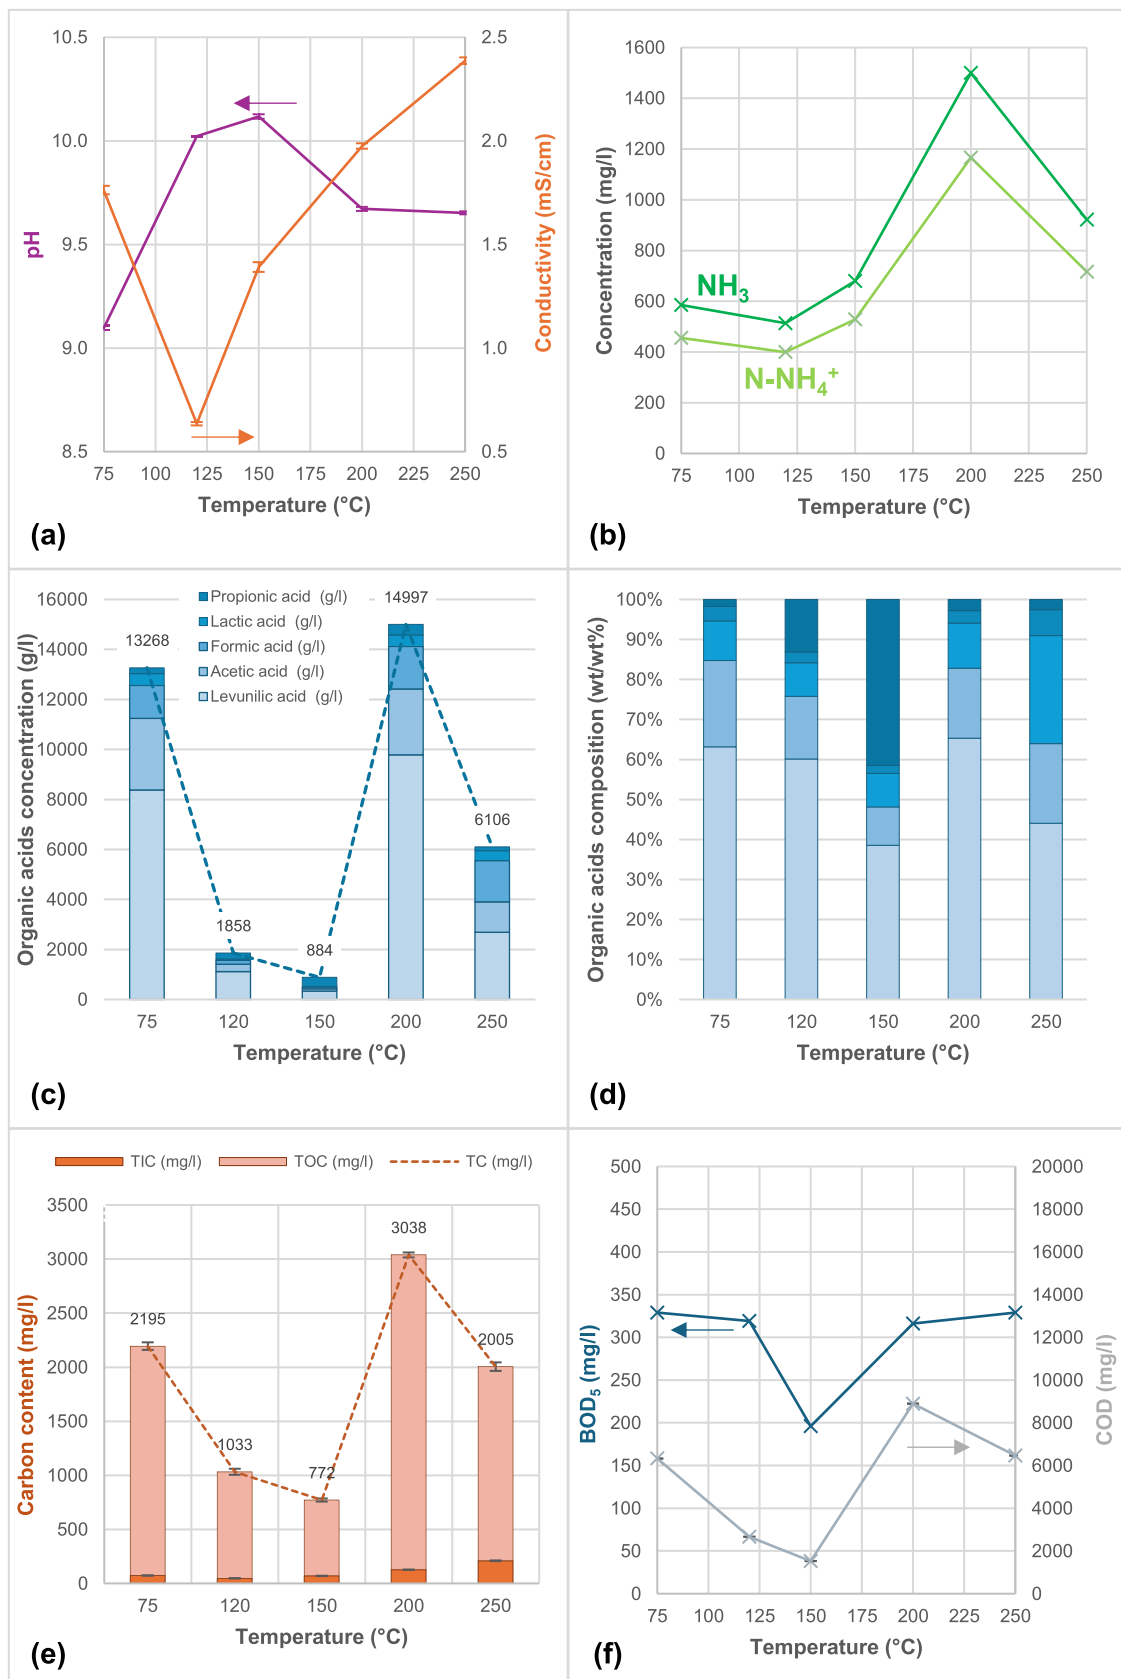 10.5
10.0
9.5
9.0
8.5
pH
2.5
2.0
1.5
1.0
0.5
Conductivity (mS/cm)
75 100 125 150 175 200 225 250
Temperature (°C)
(a)
1600
1400
1200
1000
800
600
400
200
0
Concentration (mg/l)
NH3
N-NH4+
75 100 125 150 175 200 225 250
Temperature (°C)
(b)
16000
14000
12000
10000
8000
6000
4000
2000
0
Organic acids concentration (g/l)
Propionic acid (g/l)
Lactic acid (g/l)
Formic acid (g/l)
Acetic acid (g/l)
Levunilic acid (g/l)
13268
1858
884
14997
6106
75 120 150 200 250
Temperature (°C)
(c)
100%
90%
80%
70%
60%
50%
40%
30%
20%
10%
0%
Organic acids composition (wt/wt%)
75 120 150 200 250
Temperature (°C)
(d)
TIC (mg/l) TOC (mg/l) TC (mg/l)
3500
3000
2500
2000
1500
1000
500
0
Carbon content (mg/l)
2195
1033
772
3038
2005
75 120 150 200 250
Temperature (°C)
(e)
500
450
400
350
300
250
200
150
100
50
0
BOD5 (mg/l)
20000
18000
16000
14000
12000
10000
8000
6000
4000
2000
0
COD (mg/l)
75 100 125 150 175 200 225 250
Temperature (°C)
(f)